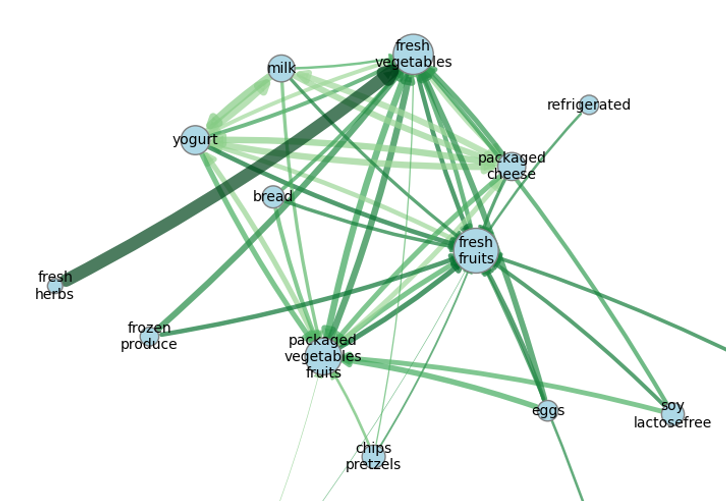 fresh
vegetables
milk
refrigerated
yogurt
packaged
cheese
bread
fresh
fruits
fresh
herbs
frozen
produce
packaged
vegetables
fruits
eggs
soy
lactosefree
chips
pretzels